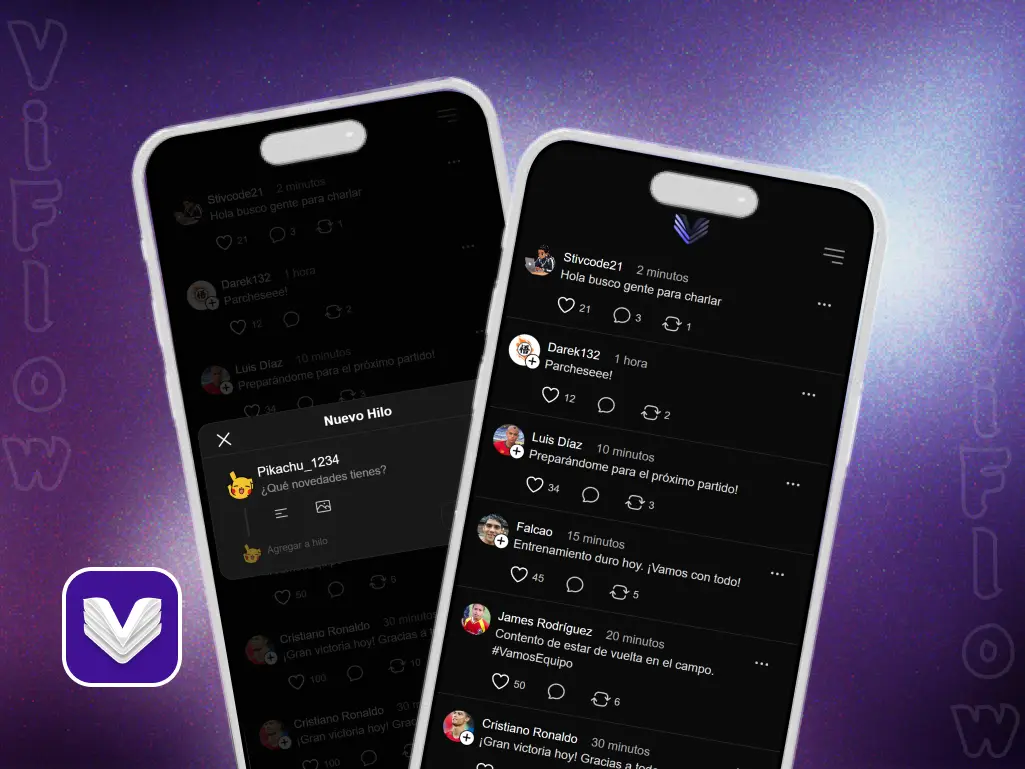 ViFlow
Stivcode21 2 minutos
Hola busco gente para charlar
21 3 1
Darek132 1 hora
Parcheseee!
12 2
Luis Díaz 10 minutos
Preparándome para el próximo partido!
34 3
Nuevo Hilo
Pikachu_1234
¿Qué novedades tienes?
Agregar a hilo
50 5
Cristiano Ronaldo 30 minutos
¡Gran victoria hoy! Gracias a t
100 10
Cristiano Ronaldo 30 minutos
¡Gran victoria hoy! Gracias
100
Stivcode21 2 minutos
Hola busco gente para charlar
21 3 1
Darek132 1 hora
Parcheseee!
12 2
Luis Díaz 10 minutos
Preparándome para el próximo partido!
34 3
Falcao 15 minutos
Entrenamiento duro hoy. ¡Vamos con todo!
45 5
James Rodríguez 20 minutos
Contento de estar de vuelta en el campo.
#VamosEquipo
50 6
Cristiano Ronaldo 30 minutos
¡Gran victoria hoy! Gracias a todo
ViFlow